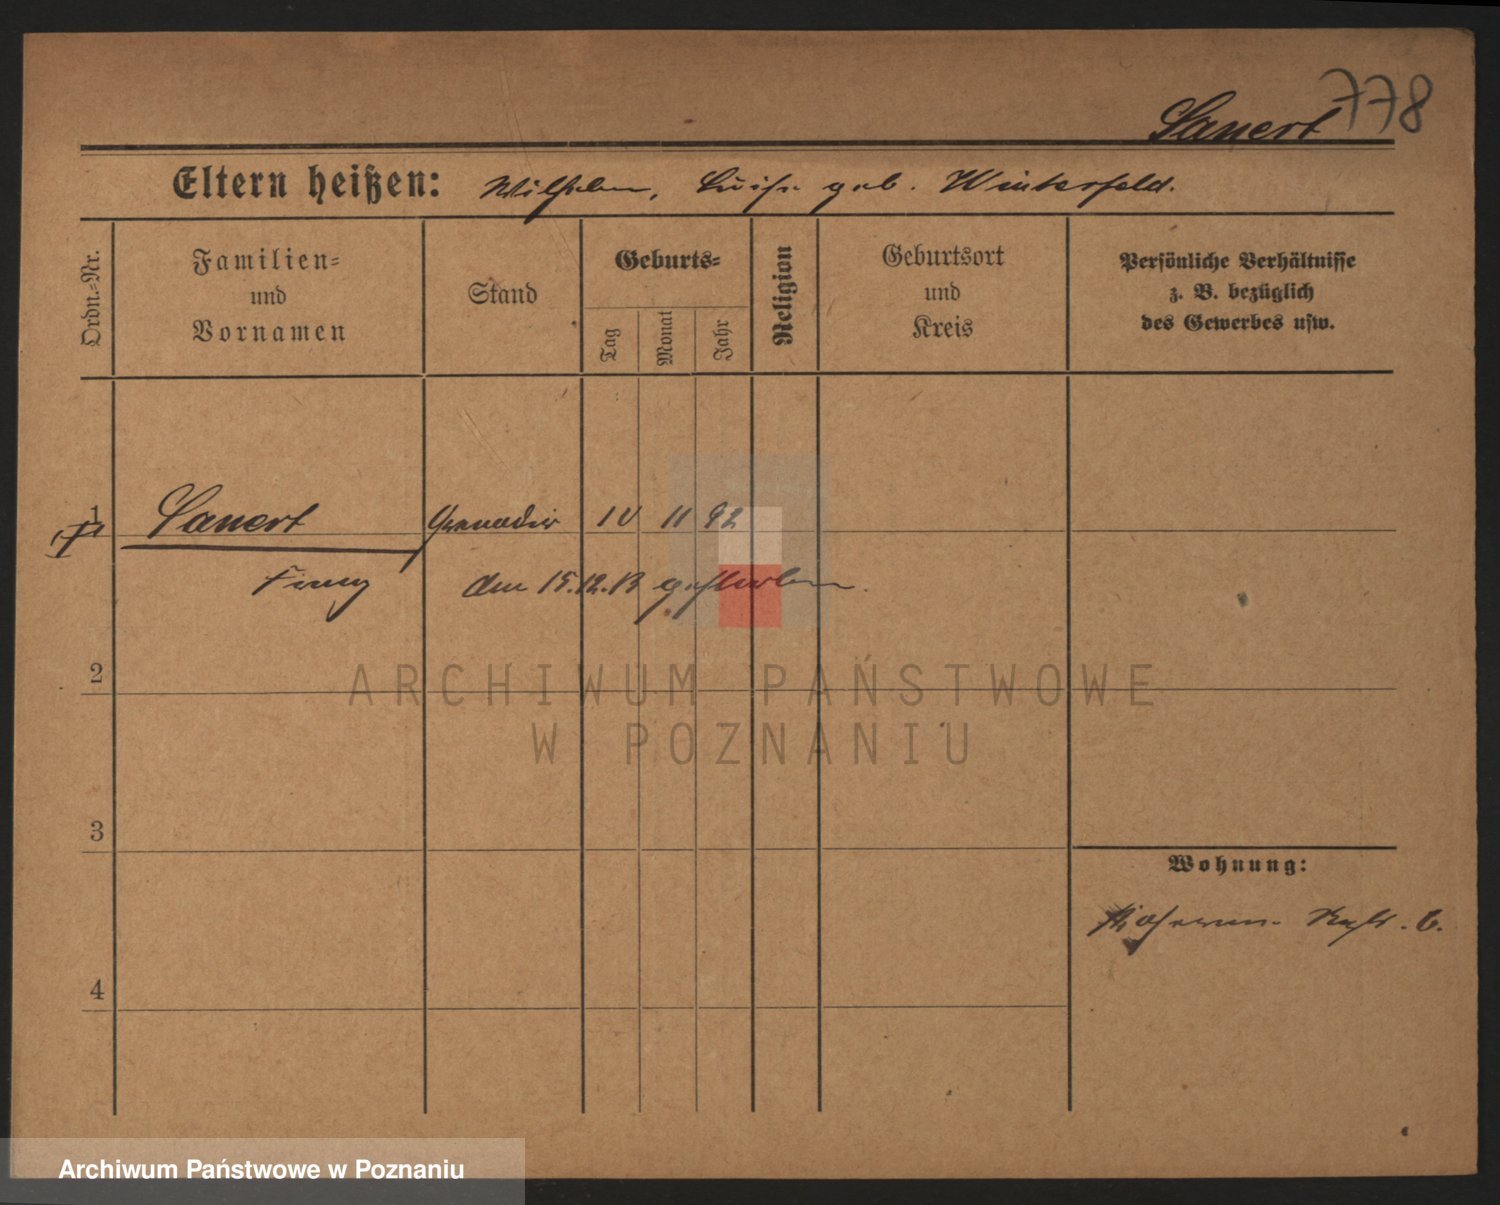 778
Sauert
Eltern heißen: Wilhelm, Luise geb. Winterfeld.
Ordn.-Nr.
Familien-
und
Vornamen
Stand
Geburts-
Tag
Monat
Jahr
Religion
Geburtsort
und
Kreis
Persönliche Verhältnisse
z. B. bezüglich
des Gewerbes usw.
1 Sauert Grenadier 10 11 92
Franz den 15.12.13 gestorben.
2
ARCHIWUM PAŃSTWOWE
W POZNANIU
3
Wohnung:
6.
4
Archiwum Państwowe w Poznaniu